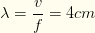 λ = v/f = 4cm